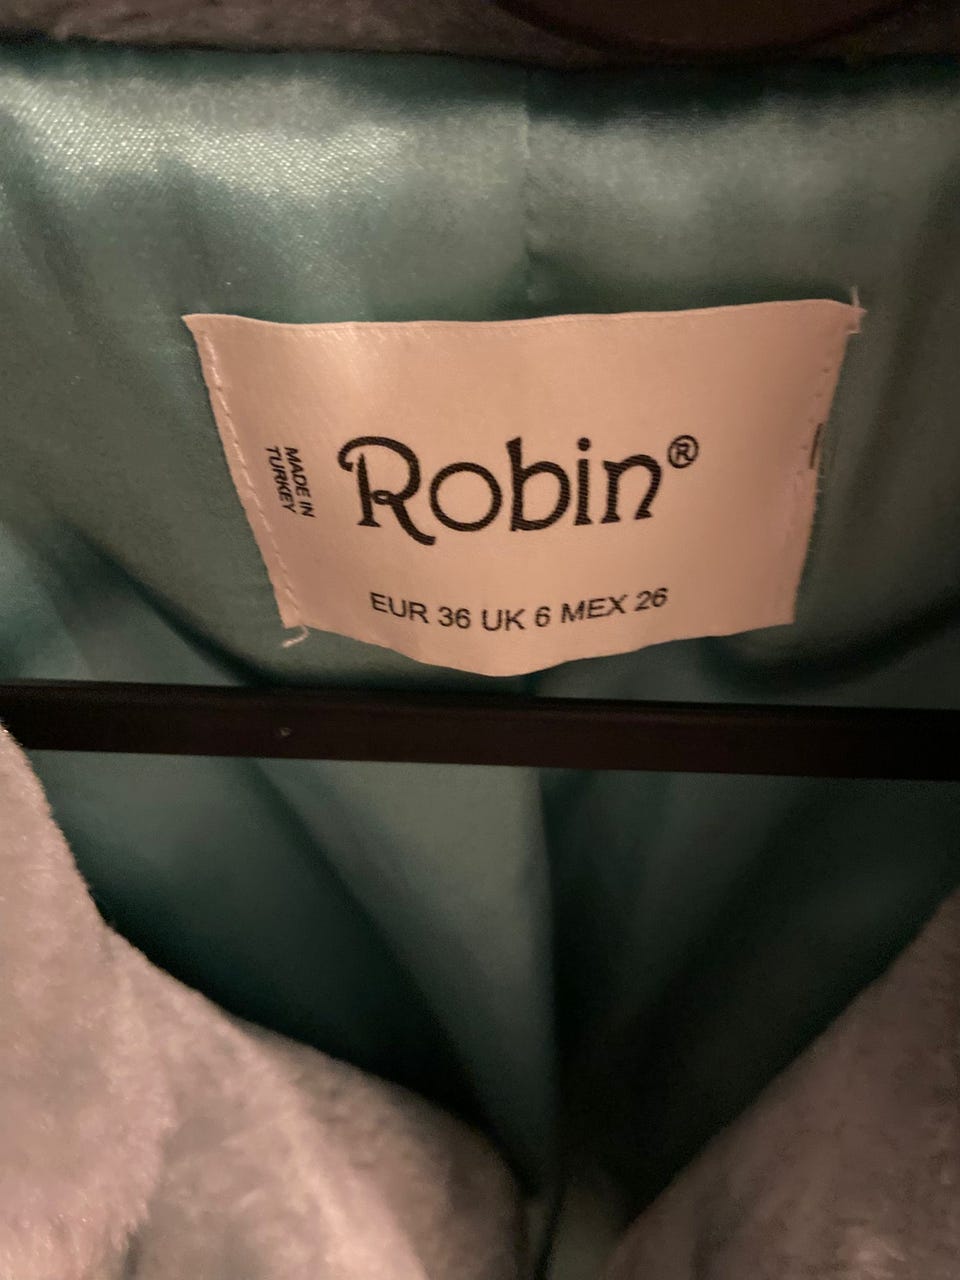 MADE IN
TURKEY
Robin®
EUR 36 UK 6 MEX 26